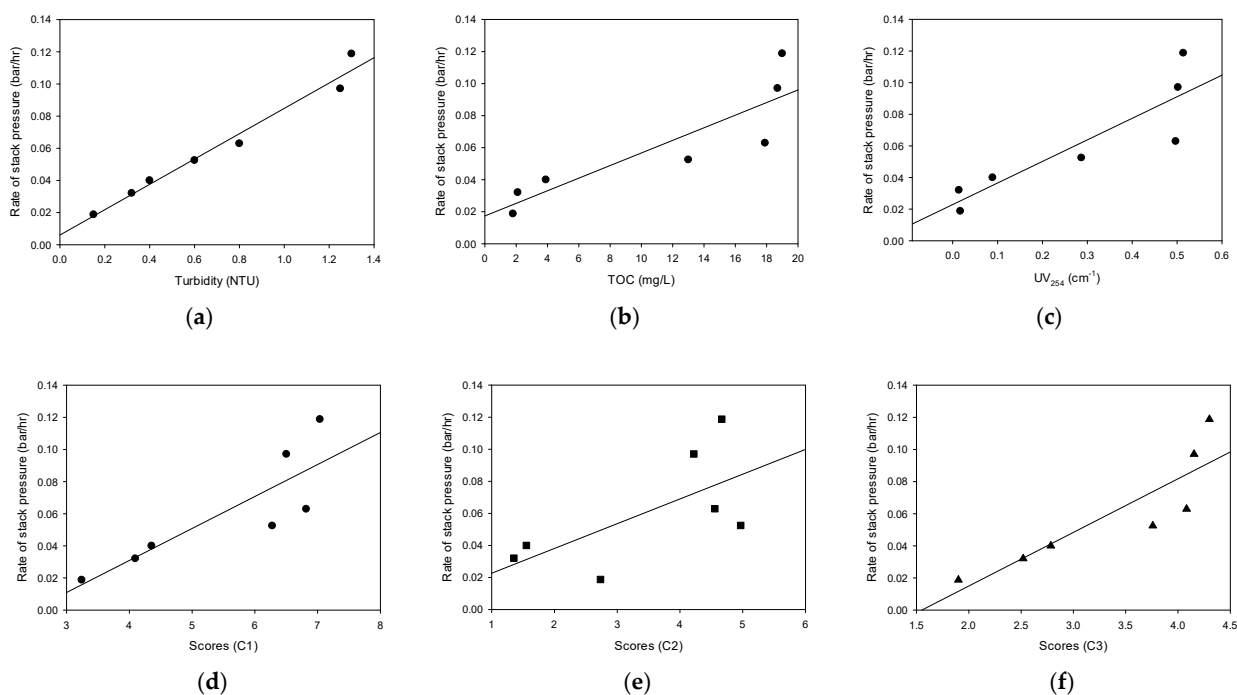 0.14 0.14 0.14
0.12 0.12 0.12
0.10 0.10 0.10
0.08 0.08 0.08
0.06 0.06 0.06
0.04 0.04 0.04
0.02 0.02 0.02
0.00 0.00 0.00
Rate of stack pressure (bar/hr) Rate of stack pressure (bar/hr) Rate of stack pressure (bar/hr)
0.0 0.2 0.4 0.6 0.8 1.0 1.2 1.4 0 2 4 6 8 10 12 14 16 18 20 0.0 0.1 0.2 0.3 0.4 0.5 0.6
Turbidity (NTU) TOC (mg/L) UV254 (cm-1)
(a) (b) (c)
0.14 0.14 0.14
0.12 0.12 0.12
0.10 0.10 0.10
0.08 0.08 0.08
0.06 0.06 0.06
0.04 0.04 0.04
0.02 0.02 0.02
0.00 0.00 0.00
Rate of stack pressure (bar/hr) Rate of stack pressure (bar/hr) Rate of stack pressure (bar/hr)
3 4 5 6 7 8 1 2 3 4 5 6 1.5 2.0 2.5 3.0 3.5 4.0 4.5
Scores (C1) Scores (C2) Scores (C3)
(d) (e) (f)